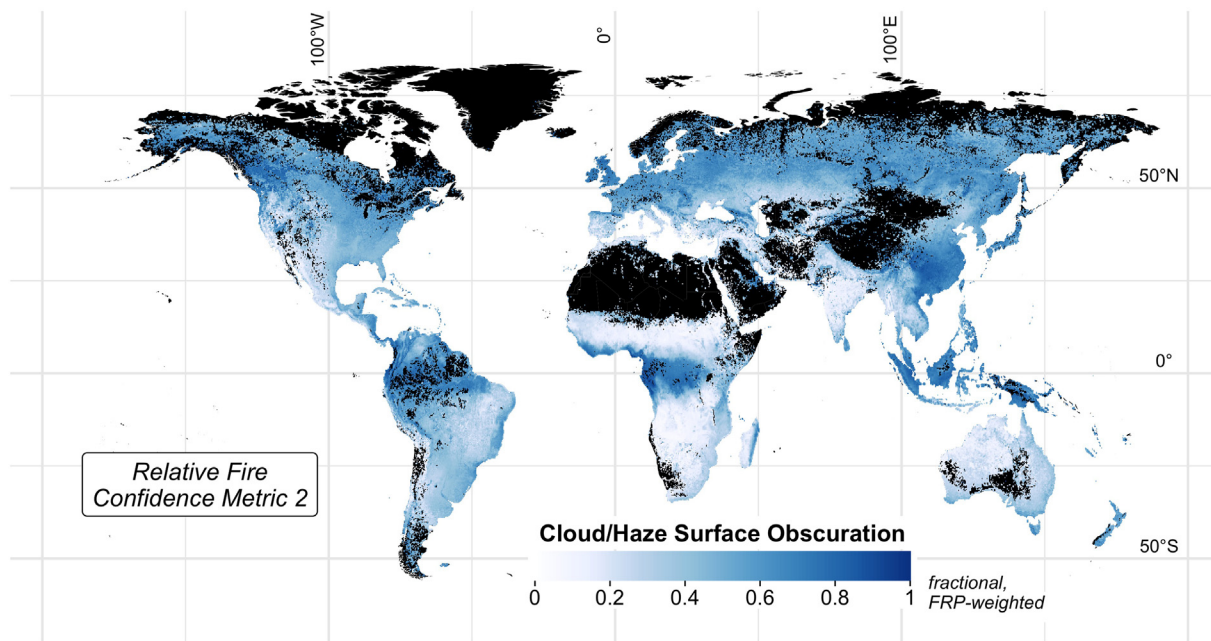 100°W
0°
100°E
50°N
0°
50°S
Relative Fire
Confidence Metric 2
Cloud/Haze Surface Obscuration
0 0.2 0.4 0.6 0.8 1
fractional,
FRP-weighted